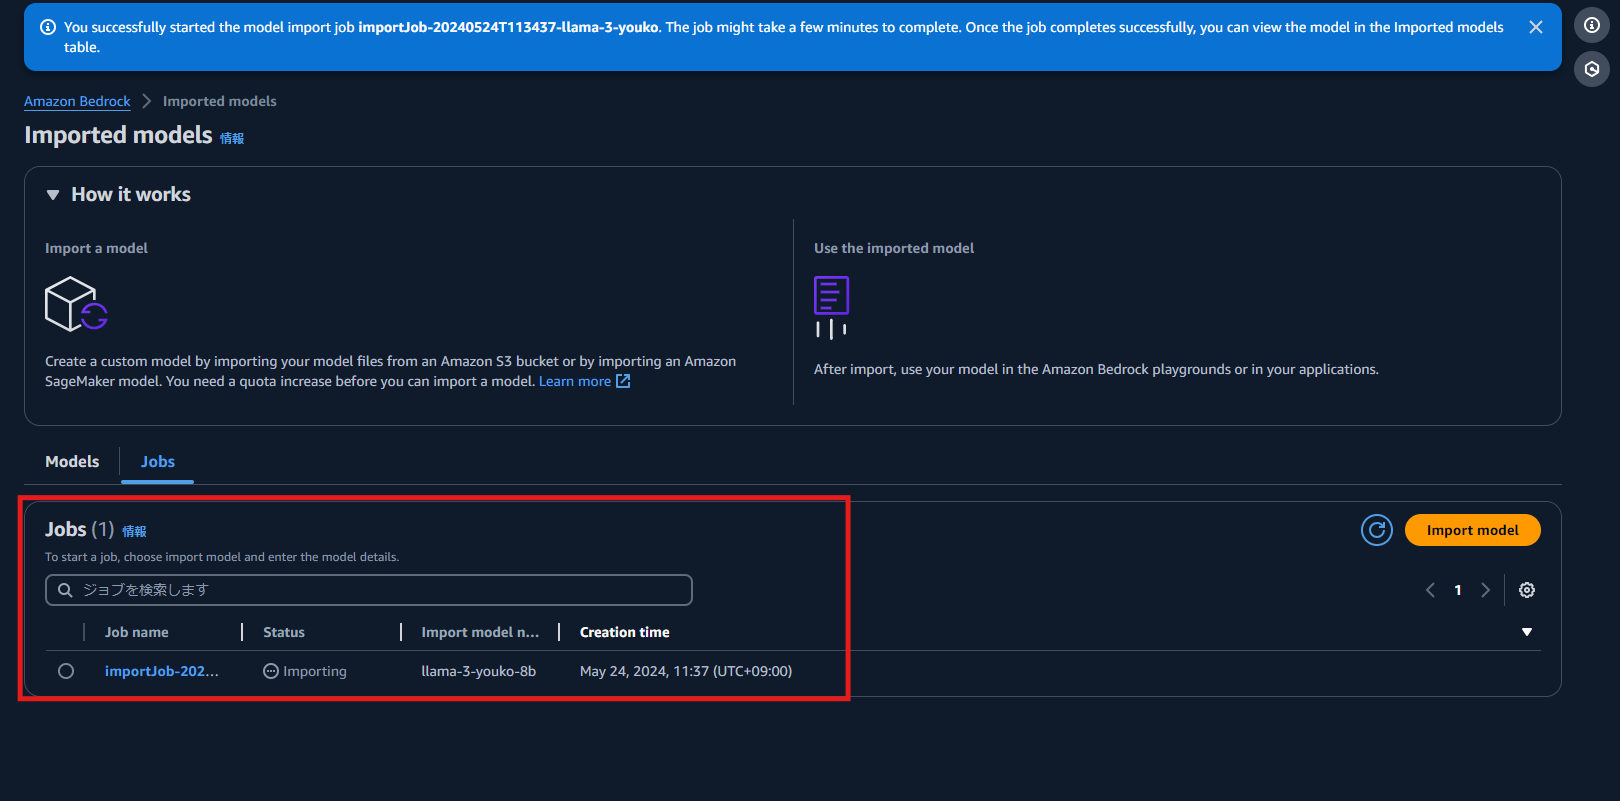 You successfully started the model import job importJob-20240524T113437-llama-3-youko. The job might take a few minutes to complete. Once the job completes successfully, you can view the model in the Imported models
table.
Amazon Bedrock > Imported models
Imported models 情報
How it works
Import a model
Create a custom model by importing your model files from an Amazon S3 bucket or by importing an Amazon
SageMaker model. You need a quota increase before you can import a model. Learn more
Use the imported model
After import, use your model in the Amazon Bedrock playgrounds or in your applications.
Models Jobs
Jobs (1) 情報
To start a job, choose import model and enter the model details.
Import model
ジョブを検索します
1
Job name Status Import model n... Creation time
importJob-202... Importing llama-3-youko-8b May 24, 2024, 11:37 (UTC+09:00)